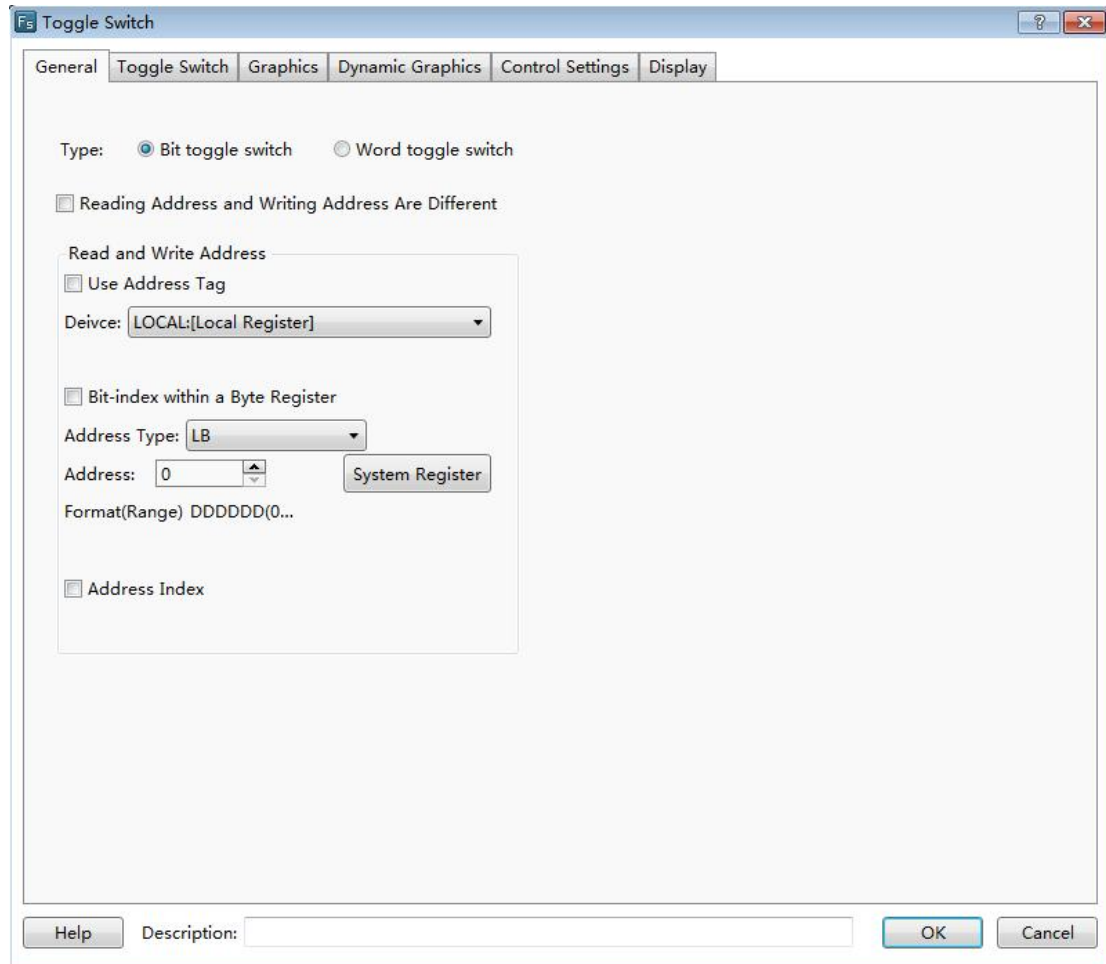 Fs Toggle Switch
General Toggle Switch Graphics Dynamic Graphics Control Settings Display
Type: Bit toggle switch Word toggle switch
Reading Address and Writing Address Are Different
Read and Write Address
Use Address Tag
Deivce: LOCAL:[Local Register]
Bit-index within a Byte Register
Address Type: LB
Address: 0 System Register
Format(Range) DDDDDD(0...
Address Index
Help Description: OK Cancel